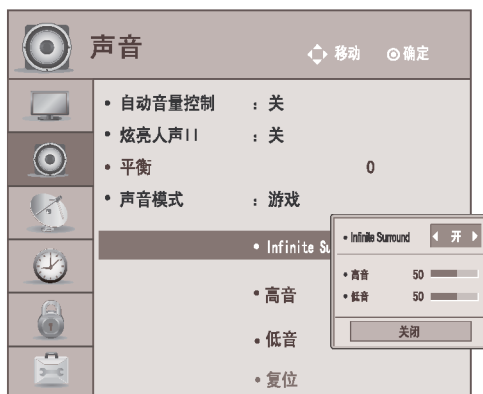 声音
移动 ◎确定
• 自动音量控制 ：关
• 炫亮人声II ：关
• 平衡 0
• 声音模式 ：游戏
• Infinite Su
• 高音
• 低音
• 复位
• Infinite Surround 开
• 高音 50
• 低音 50
关闭